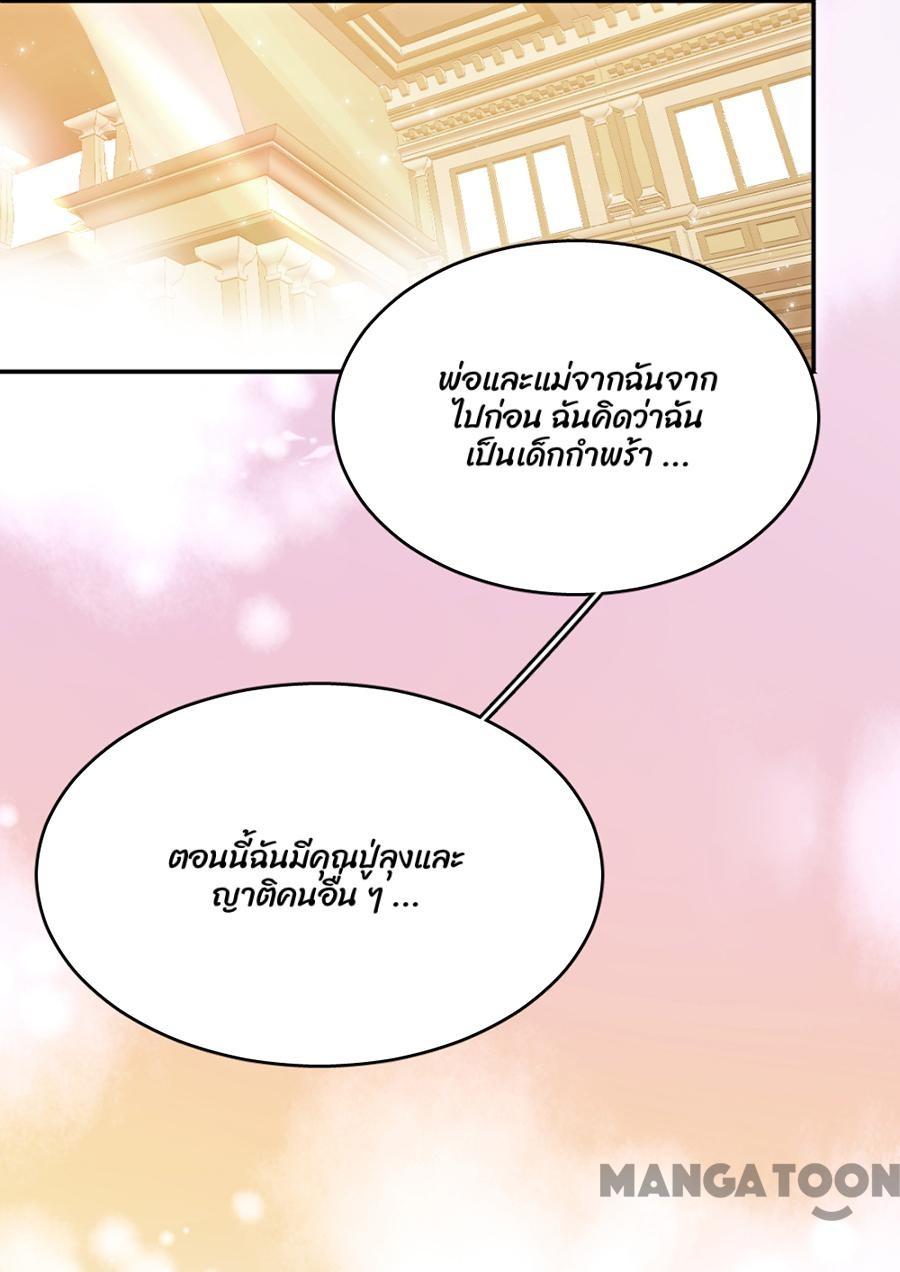 พ่อและแม่จากฉันจาก
ไปก่อน ฉันคิดว่าฉัน
เป็นเด็กกำพร้า ...
ตอนนี้ฉันมีคุณปู่ลุงและ
ญาติคนอื่น ๆ ...
MANGATOON